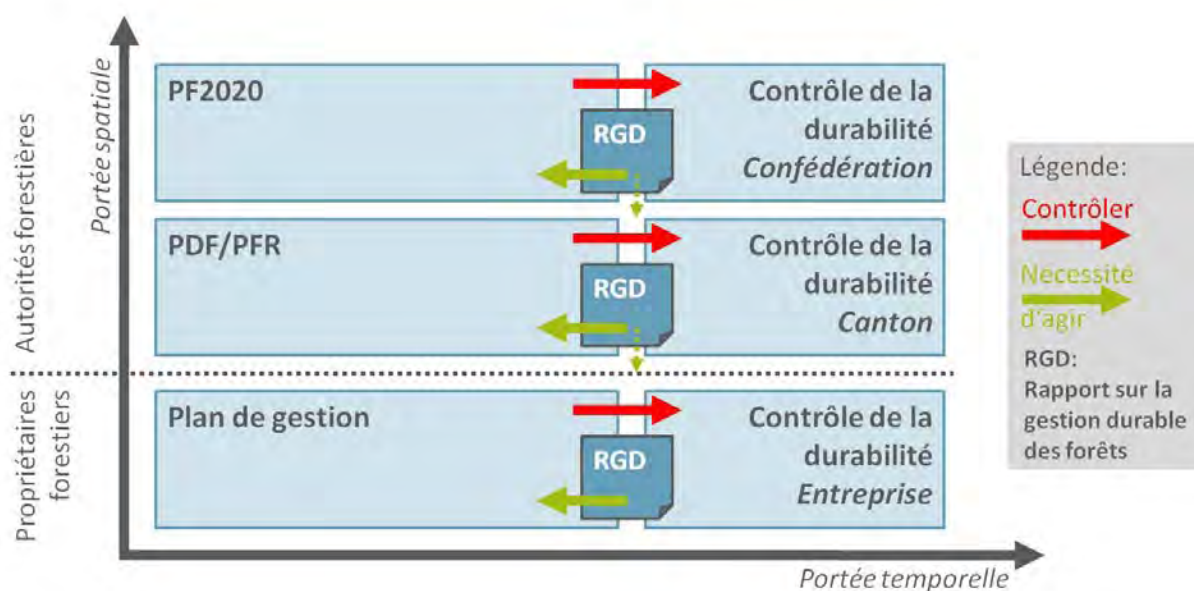 Autorités forestières
Propriétaires
forestiers
Portée spatiale
PF2020
RGD
Contrôle de la
durabilité
Confédération
PDF/PFR
RGD
Contrôle de la
durabilité
Canton
Plan de gestion
RGD
Contrôle de la
durabilité
Entreprise
Portée temporelle
Légende:
Contrôler
Necessité
d'agir
RGD:
Rapport sur la
gestion durable
des forêts